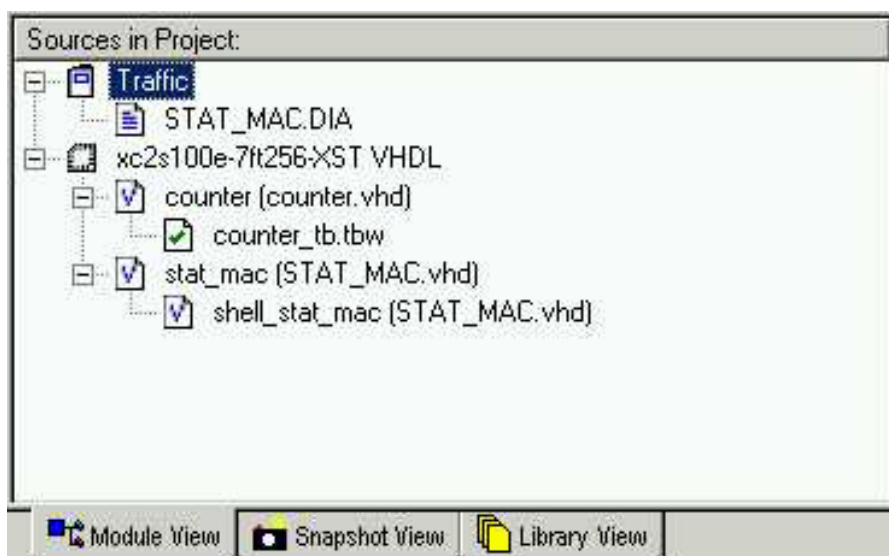 Sources in Project:
Traffic
STAT_MAC.DIA
xc2s100e-7ft256-XST VHDL
counter (counter.vhd)
counter_tb.tbw
stat_mac (STAT_MAC.vhd)
shell_stat_mac (STAT_MAC.vhd)
Module View Snapshot View Library View